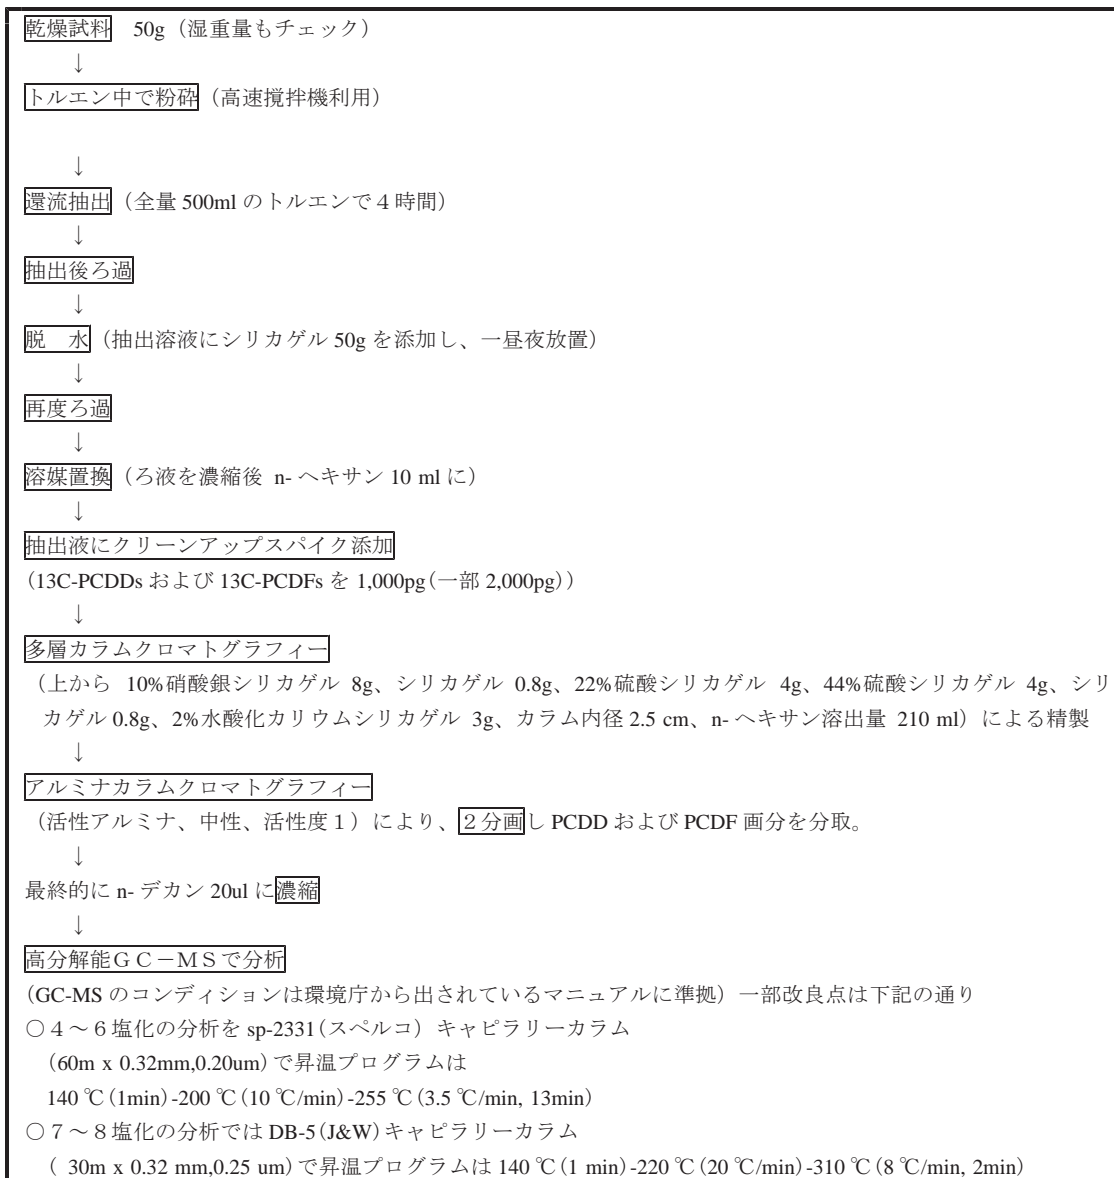 乾燥試料　50g（湿重量もチェック）
↓
トルエン中で粉砕（高速撹拌機利用）
↓
還流抽出（全量 500ml のトルエンで４時間）
↓
抽出後ろ過
↓
脱　水（抽出溶液にシリカゲル 50g を添加し、一昼夜放置）
↓
再度ろ過
↓
溶媒置換（ろ液を濃縮後 n- ヘキサン 10 ml に）
↓
抽出液にクリーンアップスパイク添加
（13C-PCDDs および 13C-PCDFs を 1,000pg（一部 2,000pg））
↓
多層カラムクロマトグラフィー
（上から 10%硝酸銀シリカゲル 8g、シリカゲル 0.8g、22%硫酸シリカゲル 4g、44%硫酸シリカゲル 4g、シリ
カゲル 0.8g、2%水酸化カリウムシリカゲル 3g、カラム内径 2.5 cm、n- ヘキサン溶出量 210 ml）による精製
↓
アルミナカラムクロマトグラフィー
（活性アルミナ、中性、活性度１）により、２分画し PCDD および PCDF 画分を分取。
↓
最終的に n- デカン 20ul に濃縮
↓
高分解能ＧＣ－ＭＳで分析
（GC-MS のコンディションは環境庁から出されているマニュアルに準拠）一部改良点は下記の通り
○４～６塩化の分析を sp-2331（スペルコ）キャピラリーカラム
（60m x 0.32mm,0.20um）で昇温プログラムは
140 ℃（1min）-200 ℃（10 ℃/min）-255 ℃（3.5 ℃/min, 13min）
○７～８塩化の分析では DB-5（J&W）キャピラリーカラム
（ 30m x 0.32 mm,0.25 um）で昇温プログラムは 140 ℃（1 min）-220 ℃（20 ℃/min）-310 ℃（8 ℃/min, 2min）